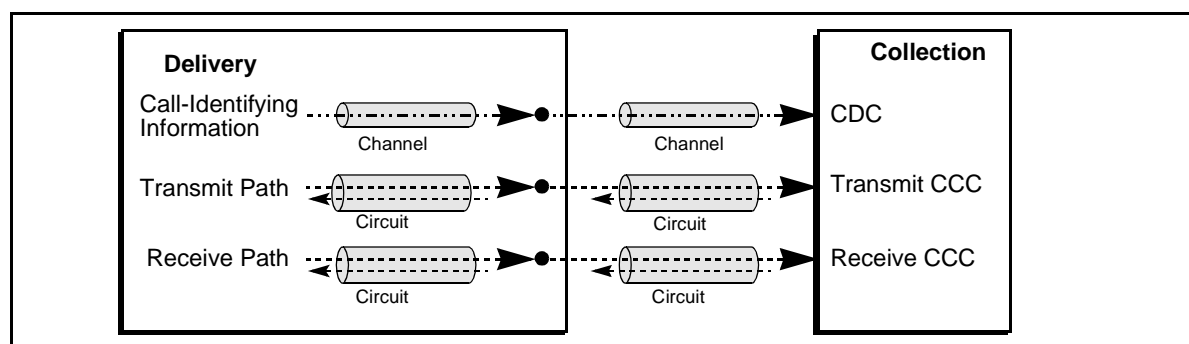 Delivery
Collection
Call-Identifying
Information
Channel
Channel
CDC
Transmit Path
Circuit
Circuit
Transmit CCC
Receive Path
Circuit
Circuit
Receive CCC